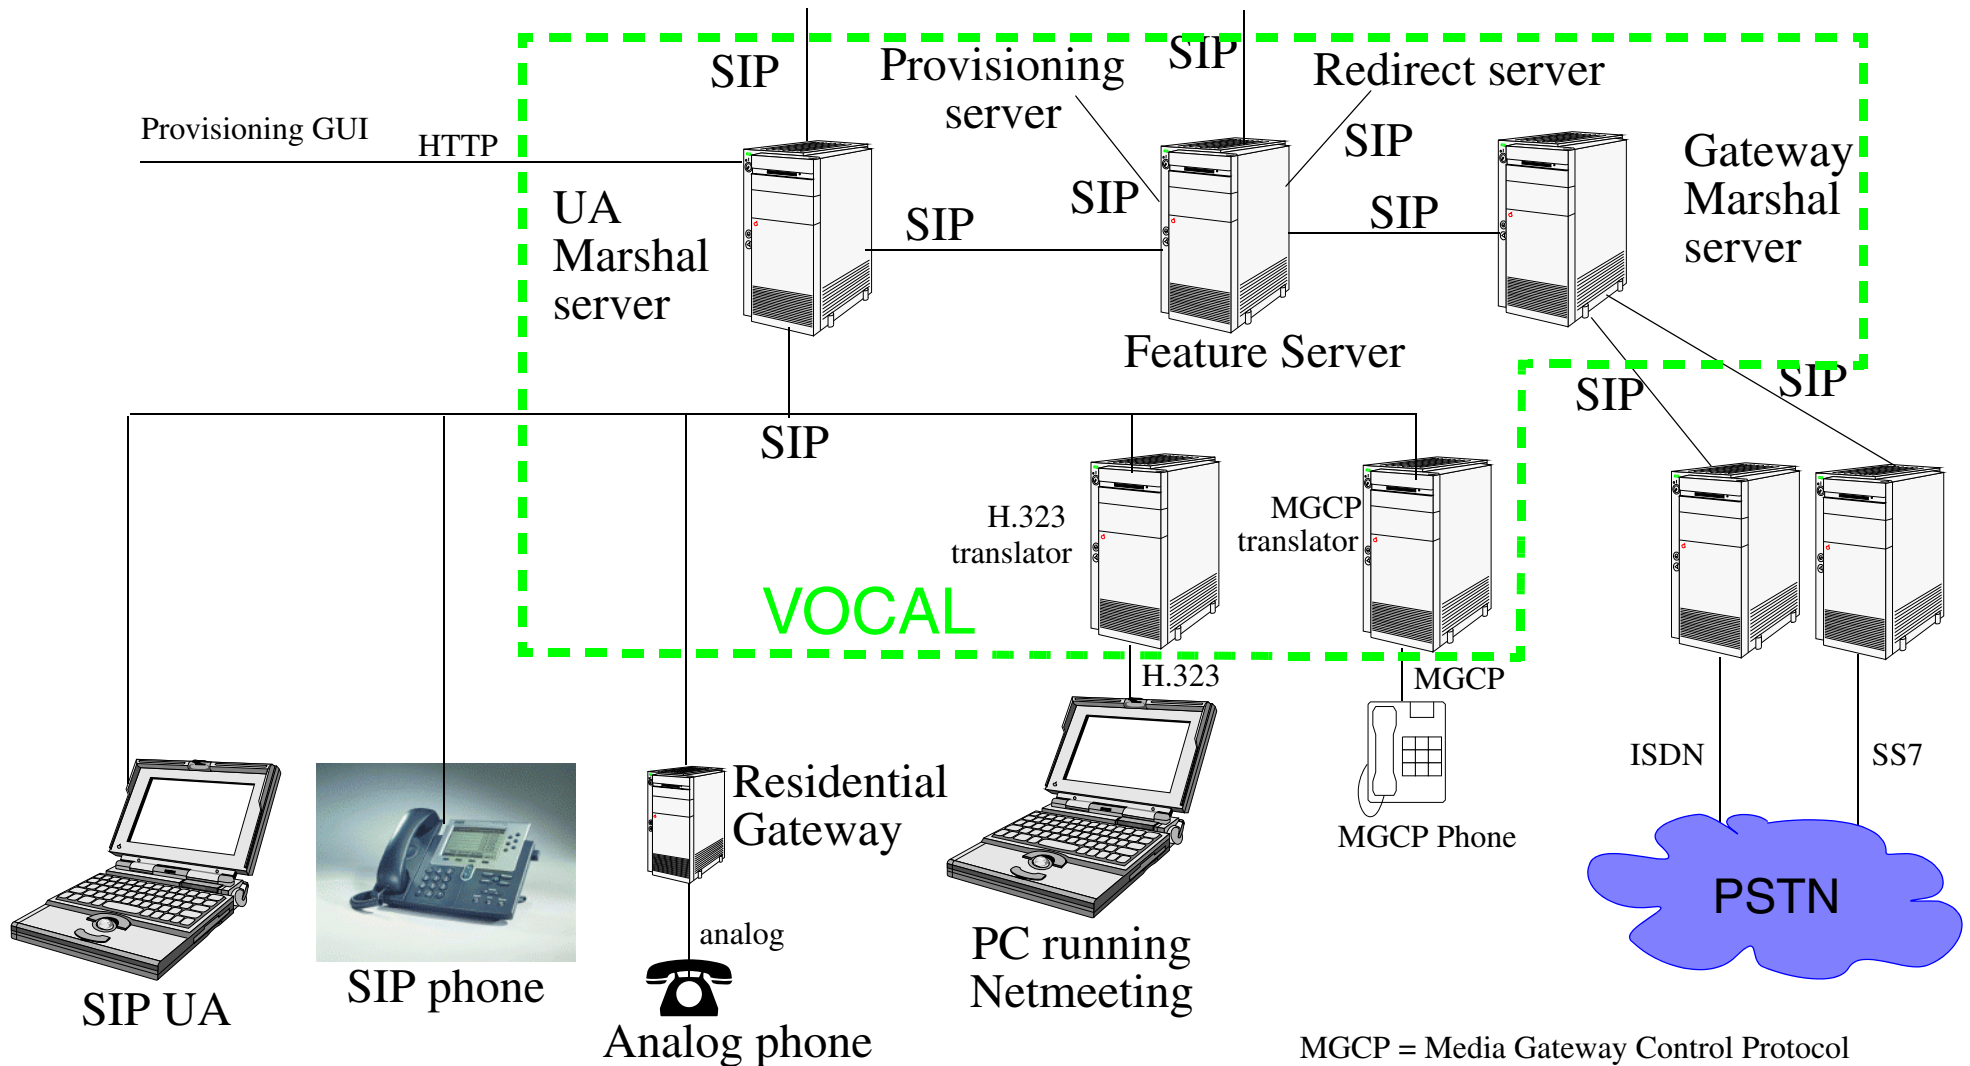 SIP
Provisioning
server
SIP
Redirect server
Provisioning GUI
HTTP
SIP
Gateway
Marshal
server
UA
Marshal
server
SIP
SIP
SIP
Feature Server
SIP
SIP
SIP
H.323
translator
MGCP
translator
VOCAL
H.323
MGCP
ISDN
SS7
Residential
Gateway
MGCP Phone
PSTN
analog
PC running
Netmeeting
SIP UA
SIP phone
Analog phone
MGCP = Media Gateway Control Protocol